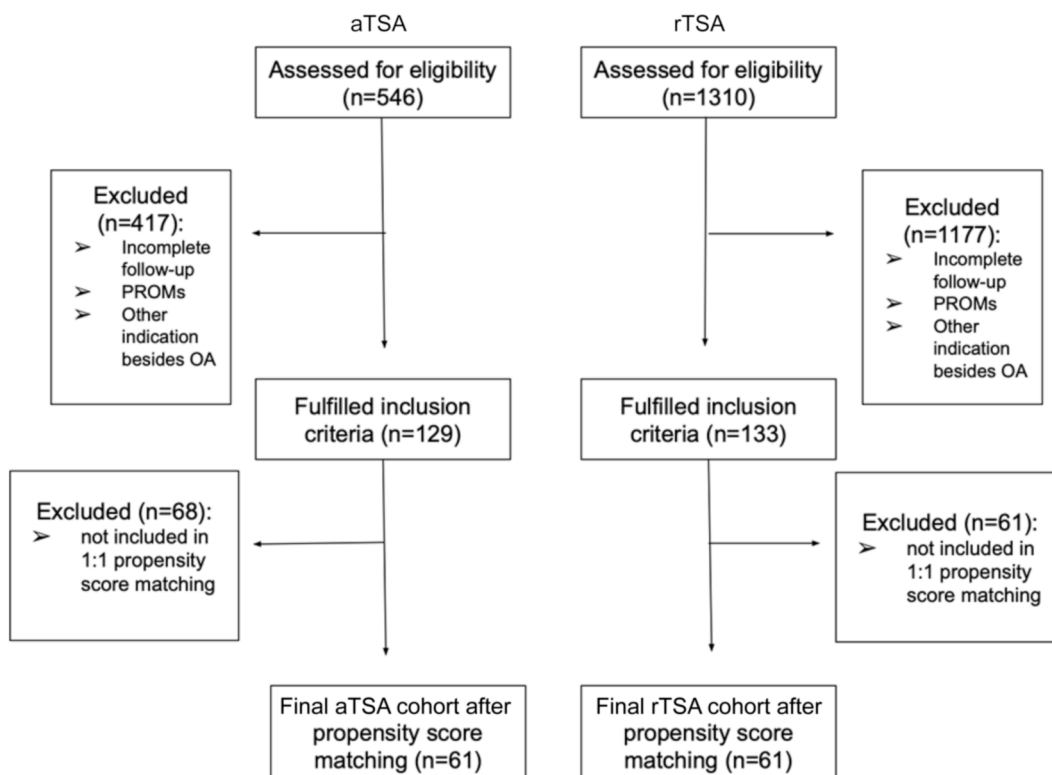 aTSA
Assessed for eligibility
(n=546)
Excluded
(n=417):
➢ Incomplete
follow-up
➢ PROMs
➢ Other
indication
besides OA
Fulfilled inclusion
criteria (n=129)
Excluded (n=68):
➢ not included in
1:1 propensity
score matching
Final aTSA cohort after
propensity score
matching (n=61)
rTSA
Assessed for eligibility
(n=1310)
Excluded
(n=1177):
➢ Incomplete
follow-up
➢ PROMs
➢ Other
indication
besides OA
Fulfilled inclusion
criteria (n=133)
Excluded (n=61):
➢ not included in
1:1 propensity
score matching
Final rTSA cohort after
propensity score
matching (n=61)